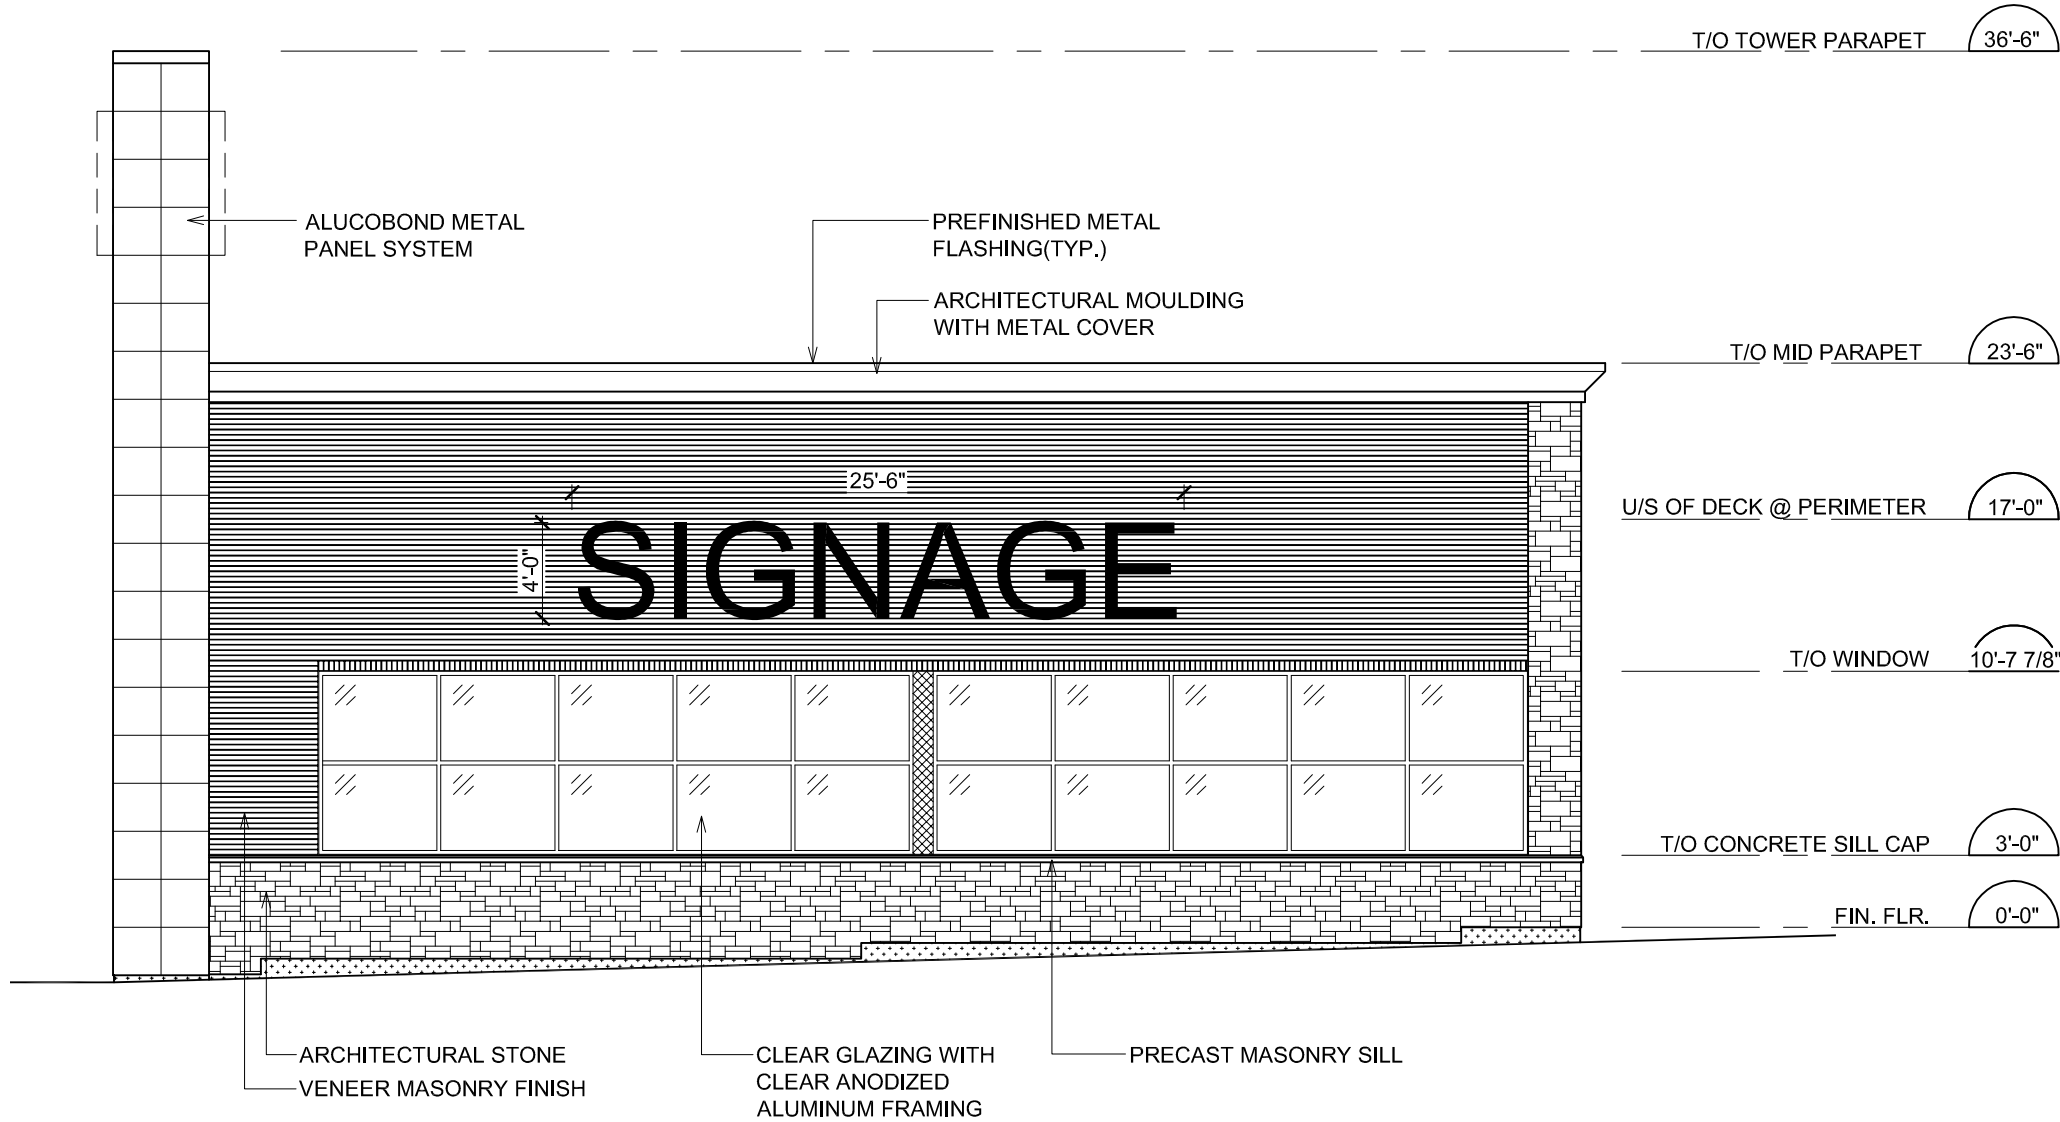 T/O TOWER PARAPET 36'-6"
ALUCOBOND METAL
PANEL SYSTEM
PREFINISHED METAL
FLASHING(TYP.)
ARCHITECTURAL MOULDING
WITH METAL COVER
T/O MID PARAPET 23'-6"
25'-6"
U/S OF DECK @ PERIMETER 17'-0"
4'-0"
SIGNAGE
T/O WINDOW 10'-7 7/8"
T/O CONCRETE SILL CAP 3'-0"
FIN. FLR. 0'-0"
ARCHITECTURAL STONE
VENEER MASONRY FINISH
CLEAR GLAZING WITH
CLEAR ANODIZED
ALUMINUM FRAMING
PRECAST MASONRY SILL